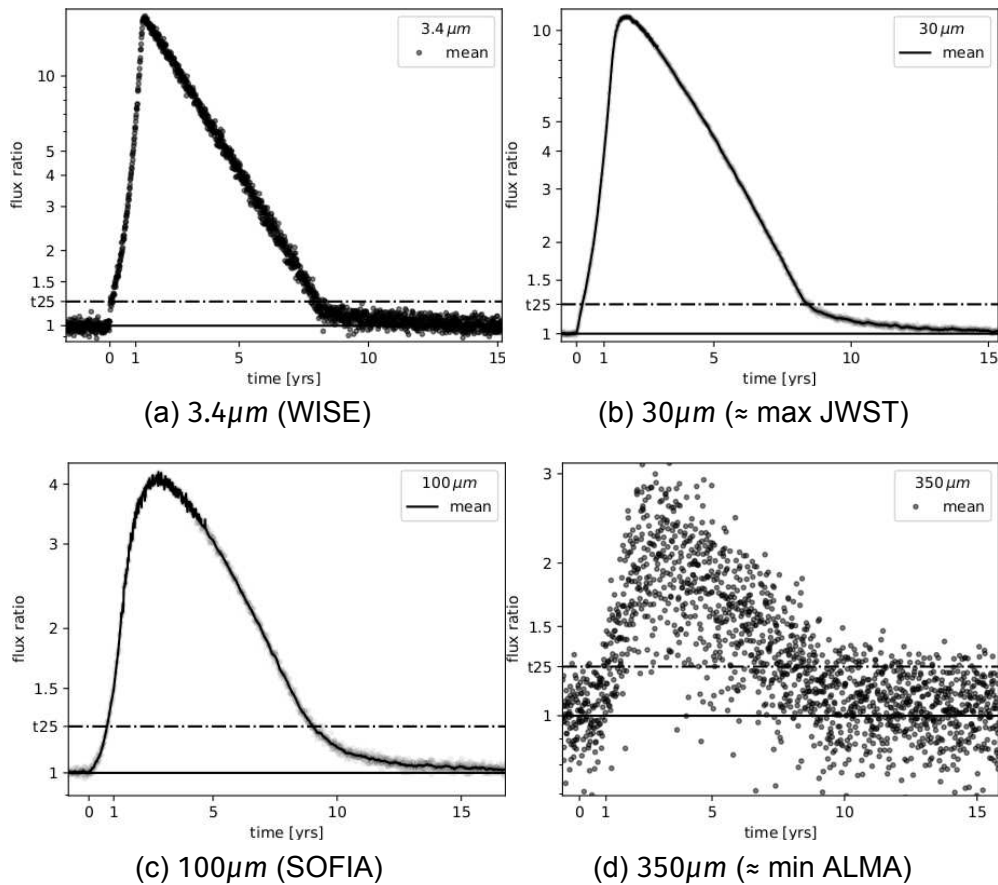 3.4 μm
mean
flux ratio
10
5
4
3
2
1.5
t25
1
0 1 5 10 15
time [yrs]
(a) 3.4μm (WISE)
30 μm
mean
flux ratio
10
5
4
3
2
1.5
t25
1
0 1 5 10 15
time [yrs]
(b) 30μm (≈ max JWST)
100 μm
mean
flux ratio
4
3
2
1.5
t25
1
0 1 5 10 15
time [yrs]
(c) 100μm (SOFIA)
350 μm
mean
flux ratio
3
2
1.5
t25
1
0 1 5 10 15
time [yrs]
(d) 350μm (≈ min ALMA)